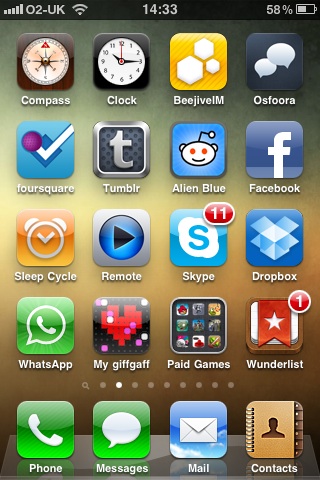 O2-UK 14:33 58%
Compass Clock BeejiveIM Osfoora
foursquare Tumblr Alien Blue Facebook
11
Sleep Cycle Remote Skype Dropbox
1
WhatsApp My giffgaff Paid Games Wunderlist
Phone Messages Mail Contacts